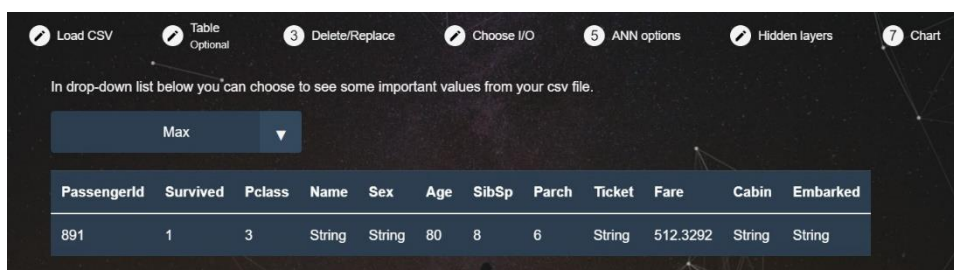 Load CSV Table Optional 3 Delete/Replace Choose I/O 5 ANN options Hidden layers 7 Chart
In drop-down list below you can choose to see some important values from your csv file.
Max ▼
PassengerId Survived Pclass Name Sex Age SibSp Parch Ticket Fare Cabin Embarked
891 1 3 String String 80 8 6 String 512.3292 String String